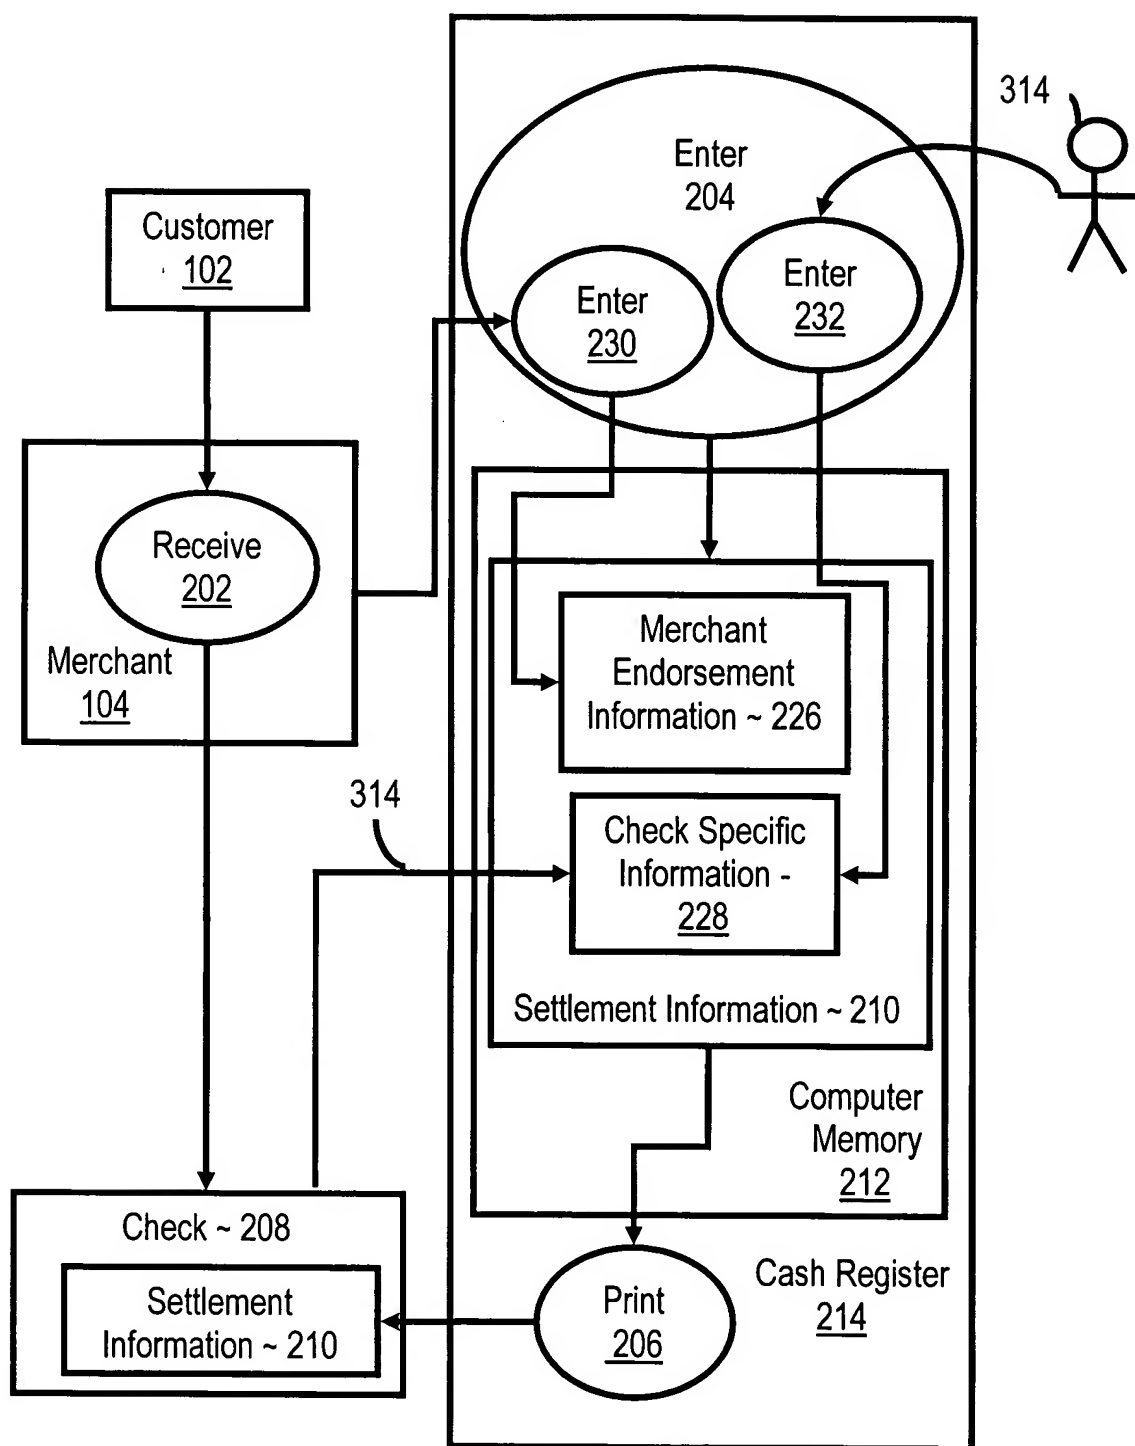 314
Enter
204
Customer
102
Enter
232
Enter
230
Receive
202
Merchant
104
Merchant
Endorsement
Information ~ 226
314
Check Specific
Information -
228
Settlement Information ~ 210
Computer
Memory
212
Check ~ 208
Settlement
Information ~ 210
Print
206
Cash Register
214